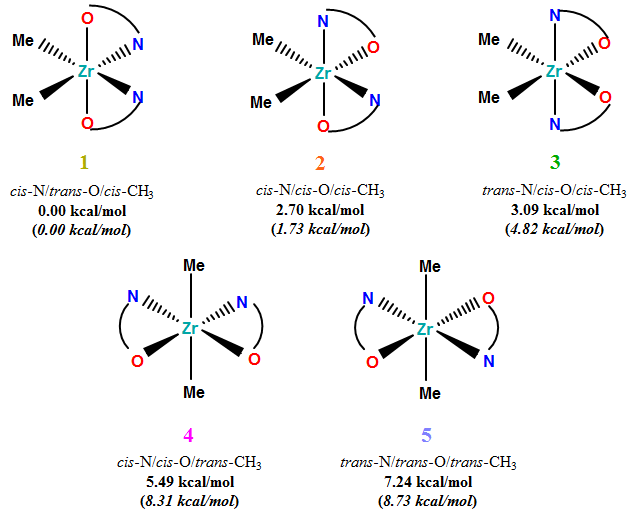 O
Me
N
Zr
Me
N
O
1
cis-N/trans-O/cis-CH3
0.00 kcal/mol
(0.00 kcal/mol)
N
Me
O
Zr
Me
N
O
2
cis-N/cis-O/cis-CH3
2.70 kcal/mol
(1.73 kcal/mol)
N
Me
O
Zr
Me
O
N
3
trans-N/cis-O/cis-CH3
3.09 kcal/mol
(4.82 kcal/mol)
Me
N
N
Zr
O
O
Me
4
cis-N/cis-O/trans-CH3
5.49 kcal/mol
(8.31 kcal/mol)
Me
N
O
Zr
O
N
Me
5
trans-N/trans-O/trans-CH3
7.24 kcal/mol
(8.73 kcal/mol)